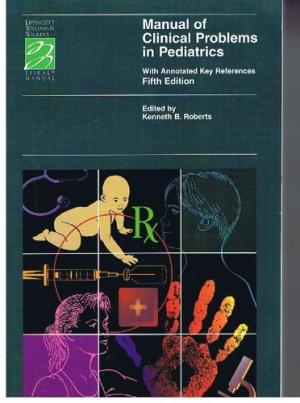 LIPPINCOTT
WILLIAMS &
WILKINS
SPIRAL®
MANUAL
Manual of
Clinical Problems
in Pediatrics
With Annotated Key References
Fifth Edition
Edited by
Kenneth B. Roberts
Rx